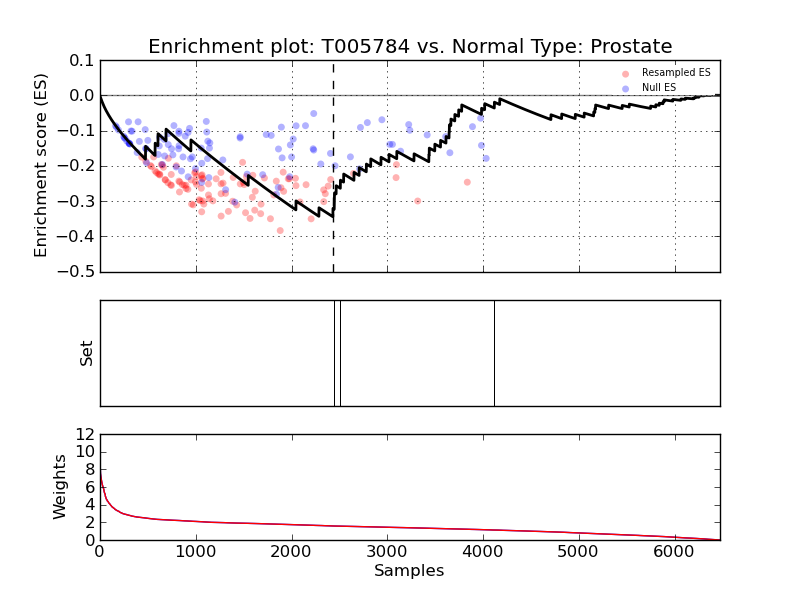 Enrichment plot: T005784 vs. Normal Type: Prostate
Enrichment score (ES)
0.1
0.0
−0.1
−0.2
−0.3
−0.4
−0.5
Resampled ES
Null ES
Set
Weights
12
10
8
6
4
2
0
0 1000 2000 3000 4000 5000 6000
Samples